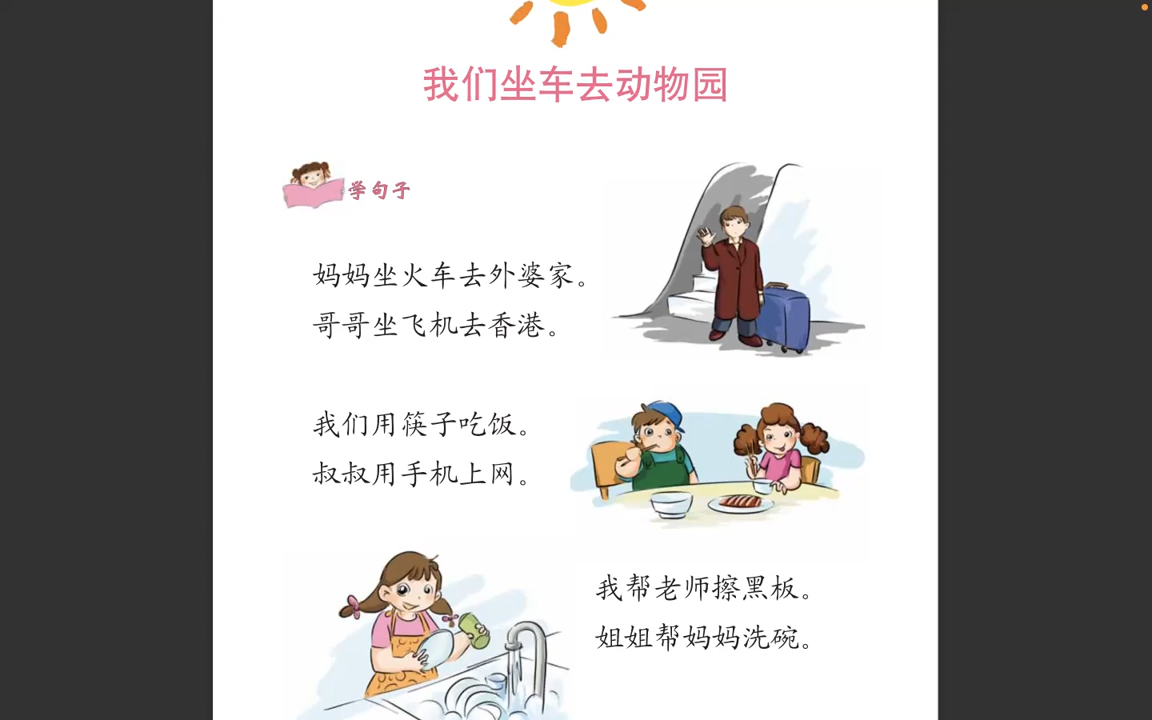 我们坐车去动物园
学句子
妈妈坐火车去外婆家。
哥哥坐飞机去香港。
我们用筷子吃饭。
叔叔用手机上网。
我帮老师擦黑板。
姐姐帮妈妈洗碗。